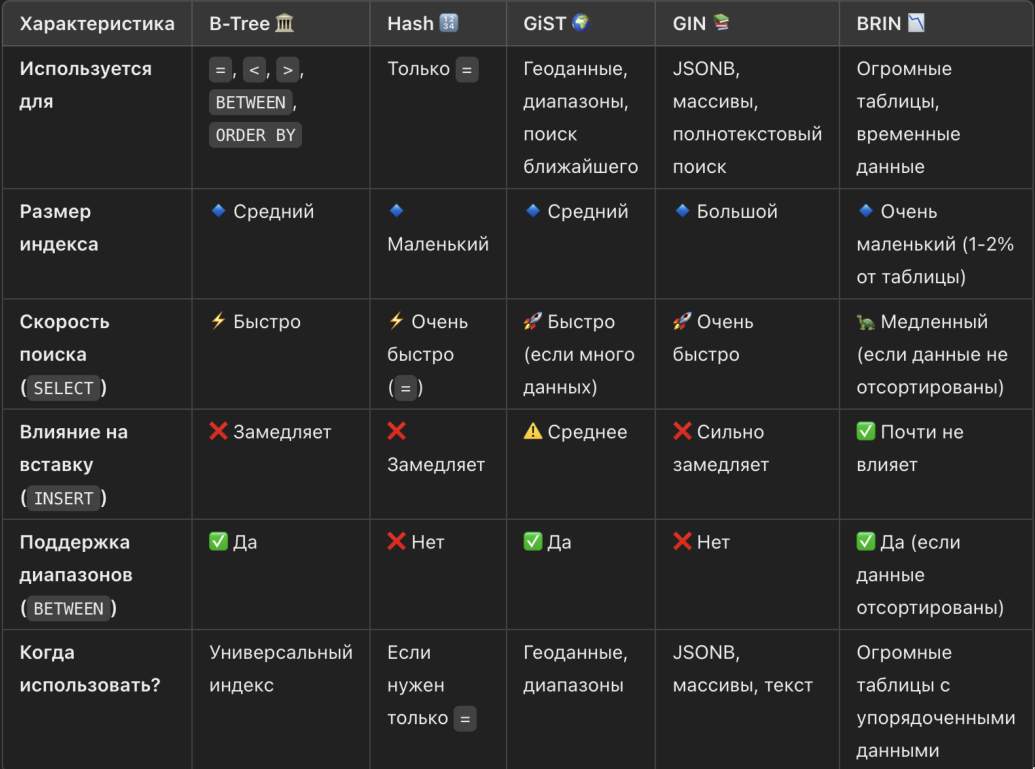 Характеристика B-Tree 🏛️ Hash 🔢 GiST 🌍 GIN 📚 BRIN 📉
Используется для
=, <, >,
BETWEEN,
ORDER BY
Только =
Геоданные,
диапазоны,
поиск
ближайшего
JSONB,
массивы,
полнотекстовый
поиск
Огромные
таблицы,
временные
данные
Размер
индекса
🔹 Средний
🔹
Маленький
🔹 Средний
🔹 Большой
🔹 Очень
маленький (1-2%
от таблицы)
Скорость
поиска
(SELECT)
⚡ Быстро
⚡ Очень
быстро
(=)
🚀 Быстро
(если много
данных)
🚀 Очень
быстро
🐢 Медленный
(если данные не
отсортированы)
Влияние на
вставку
(INSERT)
❌ Замедляет
❌
Замедляет
⚠️ Среднее
❌ Сильно
замедляет
✅ Почти не
влияет
Поддержка
диапазонов
(BETWEEN)
✅ Да
❌ Нет
✅ Да
❌ Нет
✅ Да (если
данные
отсортированы)
Когда
использовать?
Универсальный
индекс
Если
нужен
только =
Геоданные,
диапазоны
JSONB,
массивы, текст
Огромные
таблицы с
упорядоченными
данными